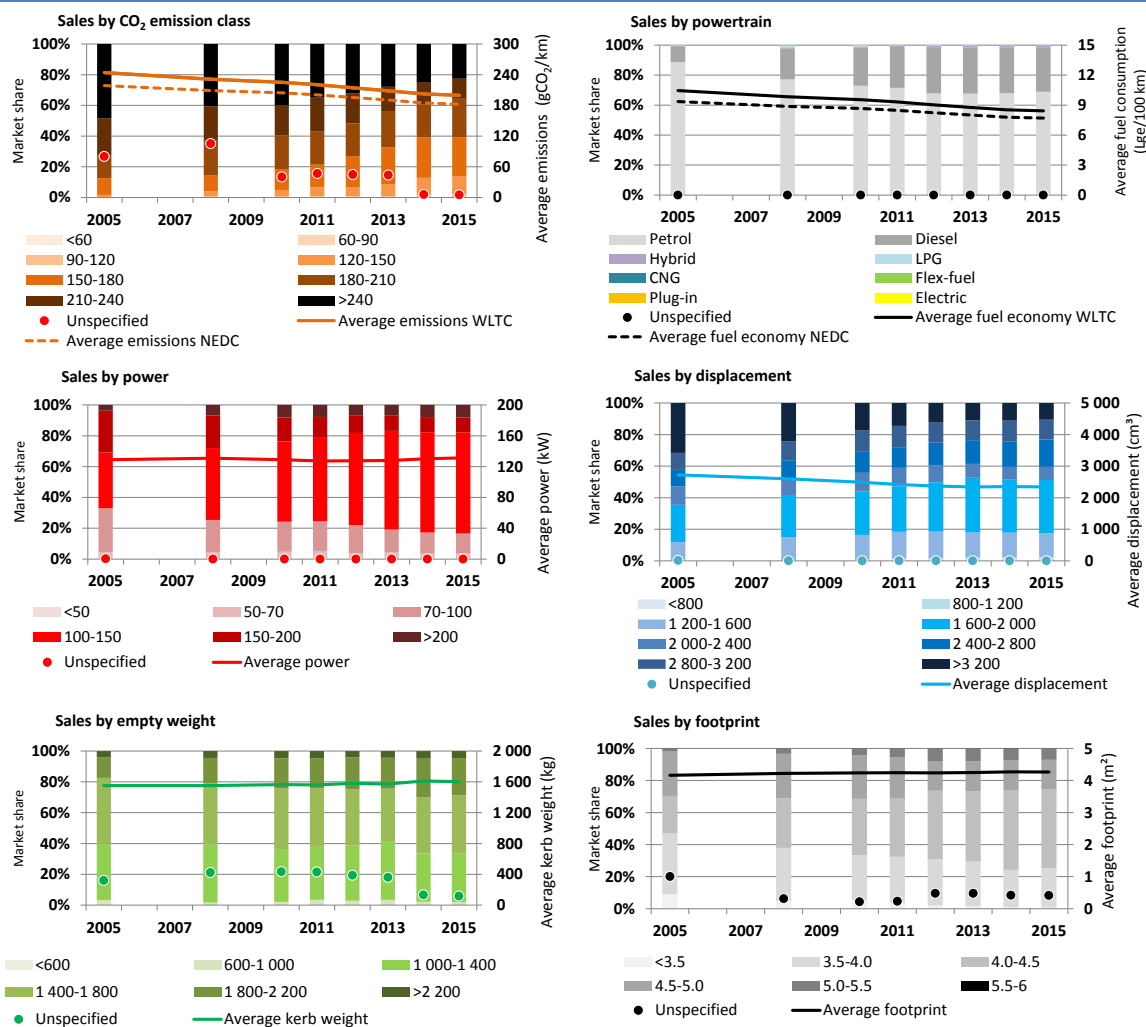 Sales by CO₂ emission class
100%
80%
60%
40%
20%
0%
Market share
300
240
180
120
60
0
Average emissions (gCO₂/km)
2005 2007 2009 2011 2013 2015
<60 60-90
90-120 120-150
150-180 180-210
210-240 >240
Unspecified Average emissions WLTC
Average emissions NEDC
Sales by powertrain
100%
80%
60%
40%
20%
0%
Market share
15
12
9
6
3
0
Average fuel consumption
(Lge/100 km)
2005 2007 2009 2011 2013 2015
Petrol Diesel
Hybrid LPG
CNG Flex-fuel
Plug-in Electric
Unspecified Average fuel economy WLTC
Average fuel economy NEDC
Sales by power
100%
80%
60%
40%
20%
0%
Market share
200
160
120
80
40
0
Average power (kW)
2005 2007 2009 2011 2013 2015
<50 50-70 70-100
100-150 150-200 >200
Unspecified Average power
Sales by displacement
100%
80%
60%
40%
20%
0%
Market share
5 000
4 000
3 000
2 000
1 000
0
Average displacement (cm³)
2005 2007 2009 2011 2013 2015
<800 800-1 200
1 200-1 600 1 600-2 000
2 000-2 400 2 400-2 800
2 800-3 200 >3 200
Unspecified Average displacement
Sales by empty weight
100%
80%
60%
40%
20%
0%
Market share
2 000
1 600
1 200
800
400
0
Average kerb weight (kg)
2005 2007 2009 2011 2013 2015
<600 600-1 000 1 000-1 400
1 400-1 800 1 800-2 200 >2 200
Unspecified Average kerb weight
Sales by footprint
100%
80%
60%
40%
20%
0%
Market share
5
4
3
2
1
0
Average footprint (m²)
2005 2007 2009 2011 2013 2015
<3.5 3.5-4.0 4.0-4.5
4.5-5.0 5.0-5.5 5.5-6
Unspecified Average footprint